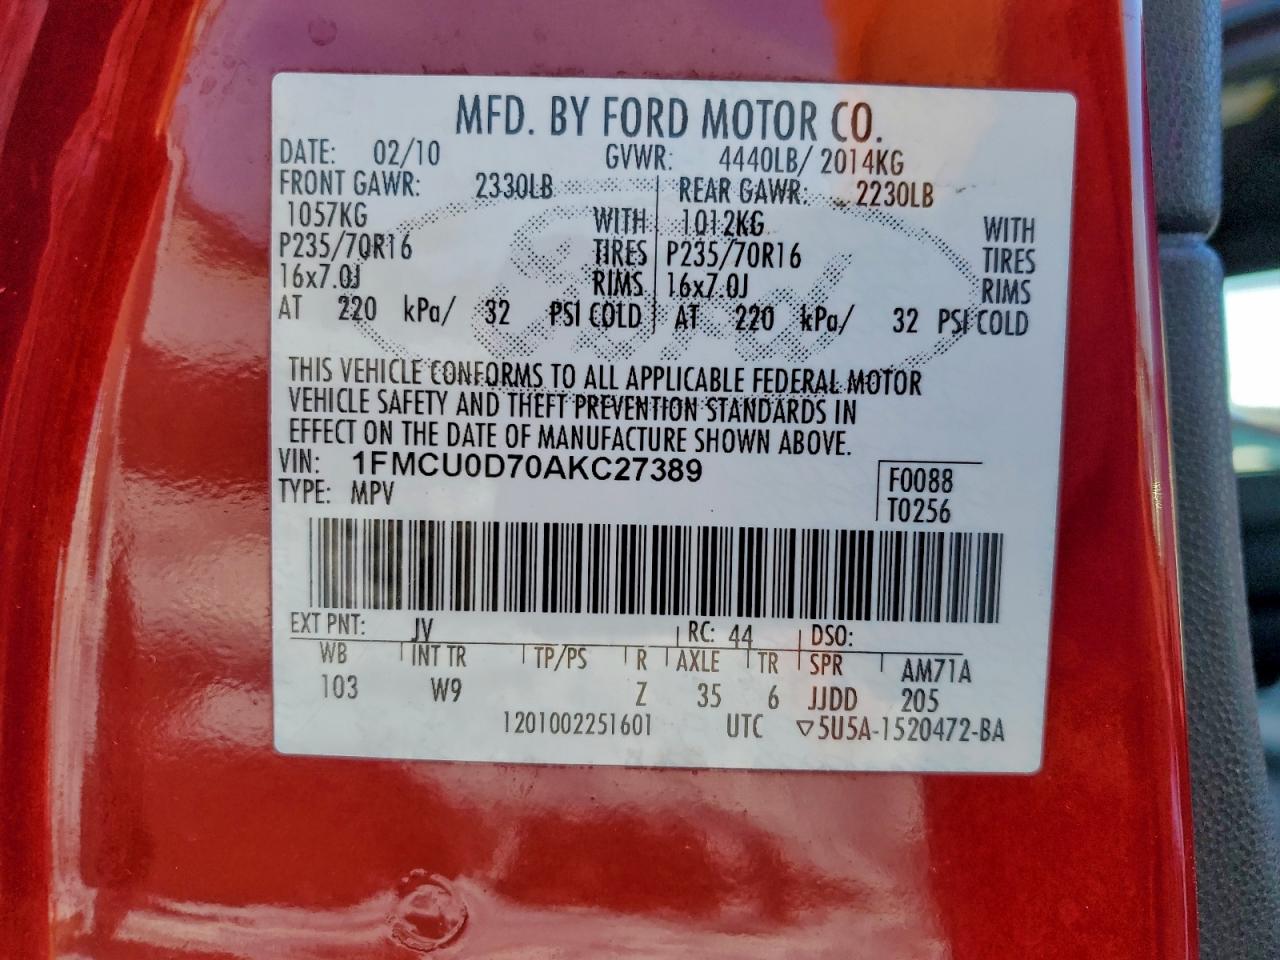 MFD. BY FORD MOTOR CO.
DATE: 02/10 GVWR: 4440LB/ 2014KG
FRONT GAWR: 2330LB REAR GAWR: 2230LB
1057KG WITH 1012KG WITH
P235/70R16 TIRES P235/70R16 TIRES
16x7.0J RIMS 16x7.0J RIMS
AT 220 kPa/ 32 PSI COLD AT 220 kPa/ 32 PSI COLD
Ford
THIS VEHICLE CONFORMS TO ALL APPLICABLE FEDERAL MOTOR
VEHICLE SAFETY AND THEFT PREVENTION STANDARDS IN
EFFECT ON THE DATE OF MANUFACTURE SHOWN ABOVE.
VIN: 1FMCU0D70AKC27389 F0088
TYPE: MPV T0256
EXT PNT: JV RC: 44 DSO:
WB INT TR TP/PS R AXLE TR SPR AM71A
103 W9 Z 35 6 JJDD 205
1201002251601 UTC ▽5U5A-1520472-BA